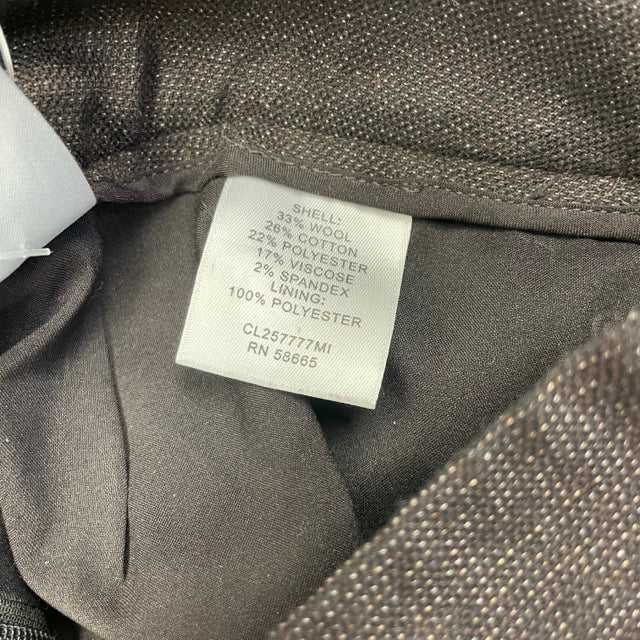 SHELL:
33% WOOL
26% COTTON
22% POLYESTER
17% VISCOSE
2% SPANDEX
LINING:
100% POLYESTER
CL257777MI
RN 58665